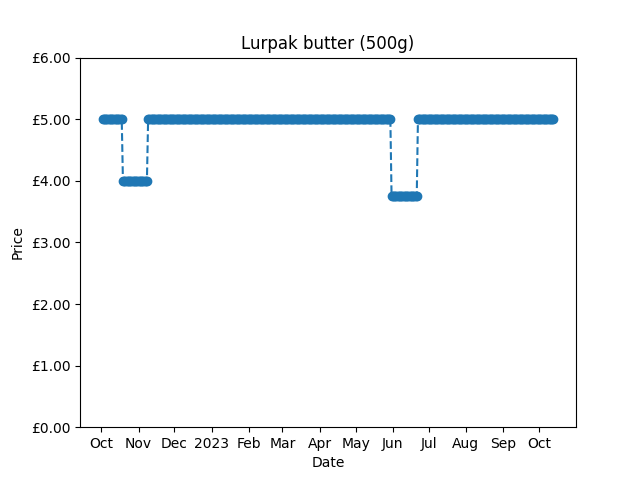 Lurpak butter (500g)
£6.00
£5.00
£4.00
£3.00
£2.00
£1.00
£0.00
Price
Oct Nov Dec 2023 Feb Mar Apr May Jun Jul Aug Sep Oct
Date